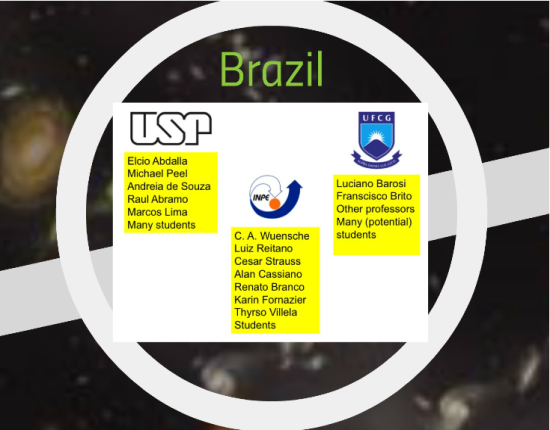 Brazil
USP
Elcio Abdalla
Michael Peel
Andreia de Souza
Raul Abramo
Marcos Lima
Many students
INPE
C. A. Wuensche
Luiz Reitano
Cesar Strauss
Alan Cassiano
Renato Branco
Karin Fornazier
Thyrso Villela
Students
UFCG
Luciano Barosi
Franscisco Brito
Other professors
Many (potential)
students